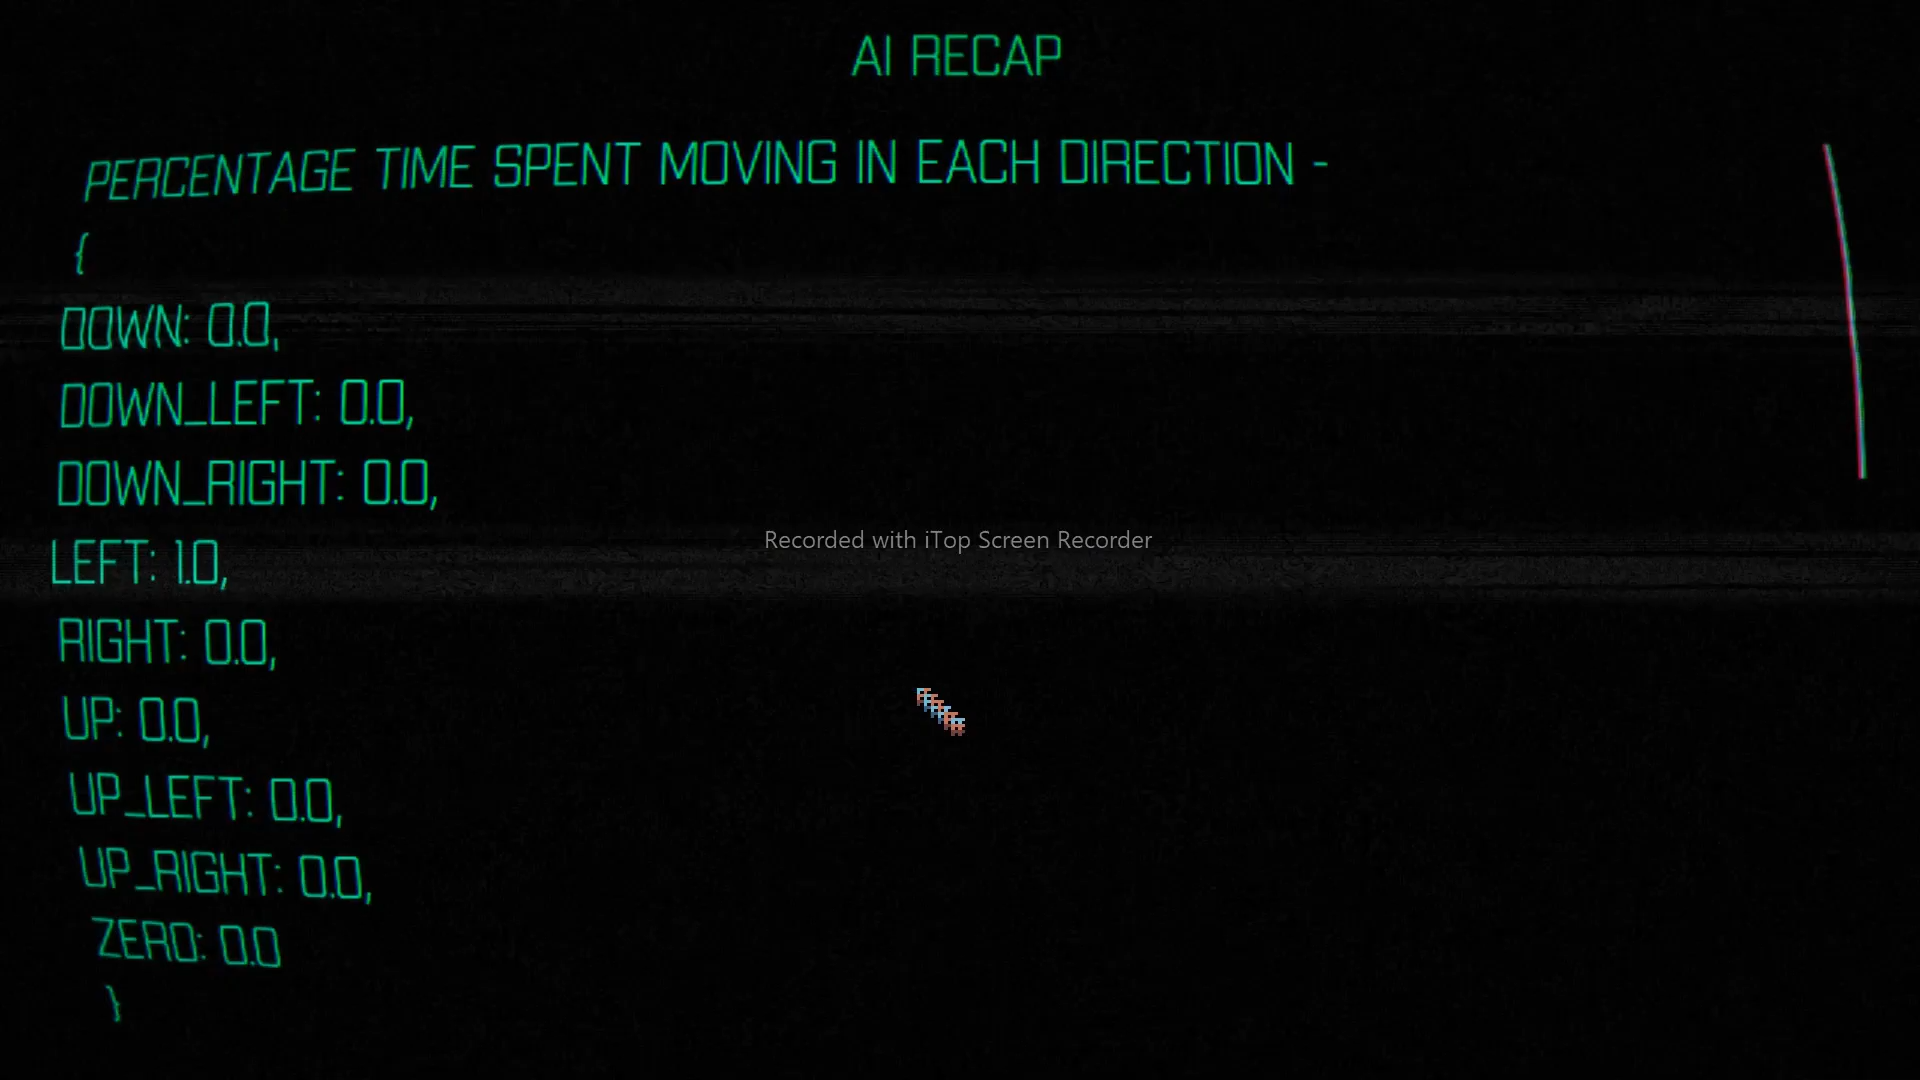 AI RECAP
PERCENTAGE TIME SPENT MOVING IN EACH DIRECTION -
{
DOWN: 0.0,
DOWN_LEFT: 0.0,
DOWN_RIGHT: 0.0,
LEFT: 1.0,
Recorded with iTop Screen Recorder
RIGHT: 0.0,
UP: 0.0,
UP_LEFT: 0.0,
UP_RIGHT: 0.0,
ZERO: 0.0
}